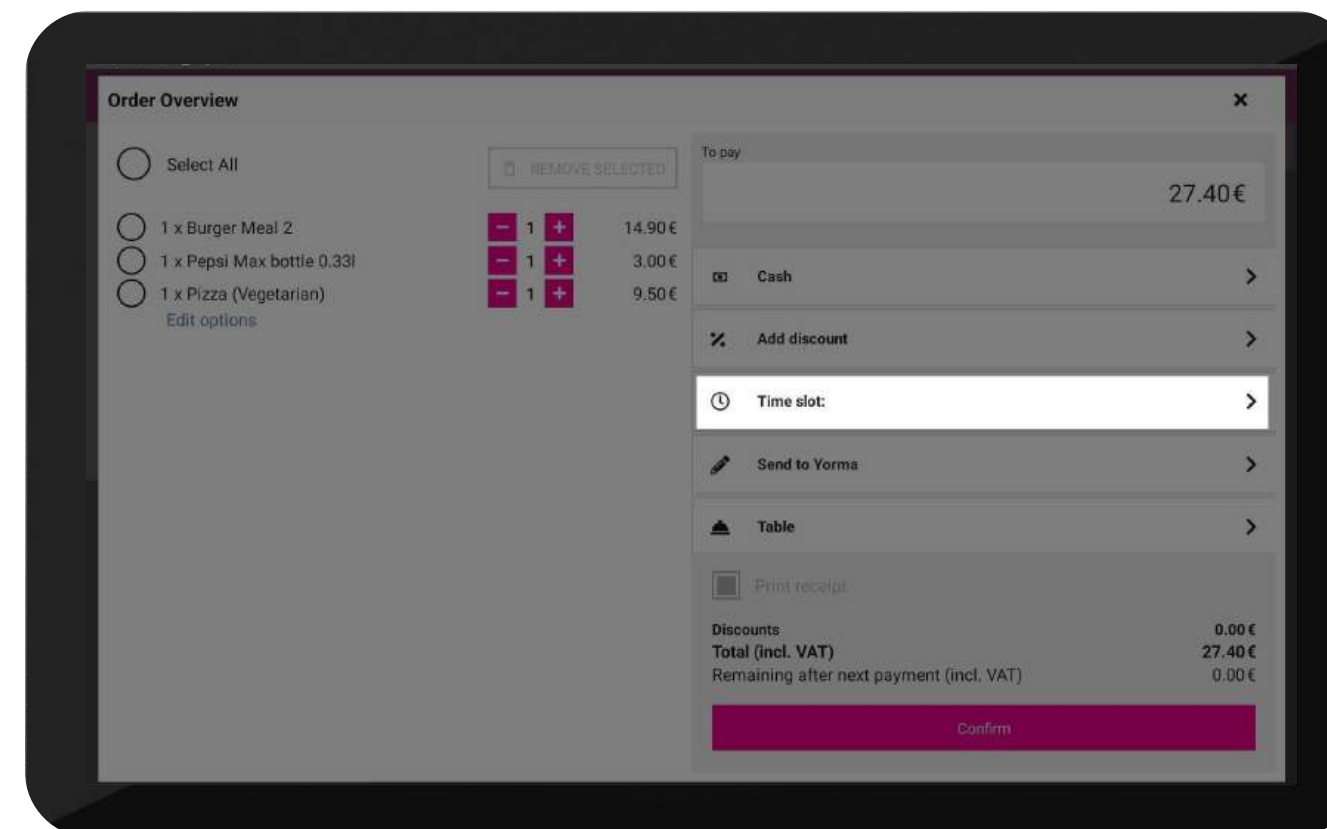 Order Overview
Select All
REMOVE SELECTED
1 x Burger Meal 2 1 14.90 €
1 x Pepsi Max bottle 0.33l 1 3.00 €
1 x Pizza (Vegetarian) 1 9.50 €
Edit options
To pay
27.40 €
Cash
Add discount
Time slot:
Send to Yorma
Table
Print receipt
Discounts 0.00 €
Total (incl. VAT) 27.40 €
Remaining after next payment (incl. VAT) 0.00 €
Confirm